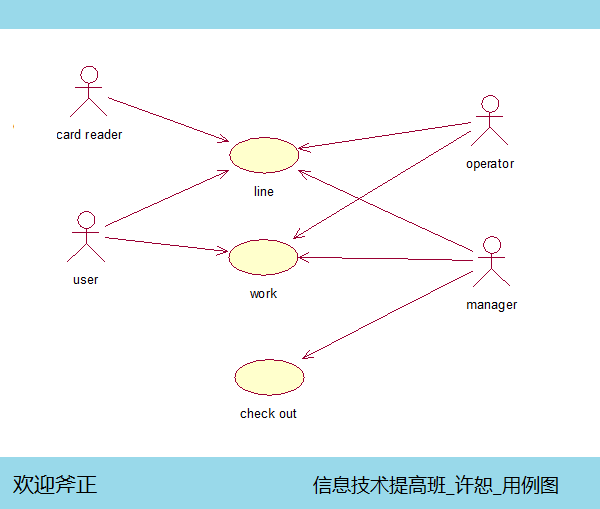 card reader
operator
line
user
work
manager
check out
欢迎斧正
信息技术提高班_许恕_用例图